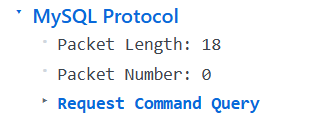 MySQL Protocol
Packet Length: 18
Packet Number: 0
Request Command Query